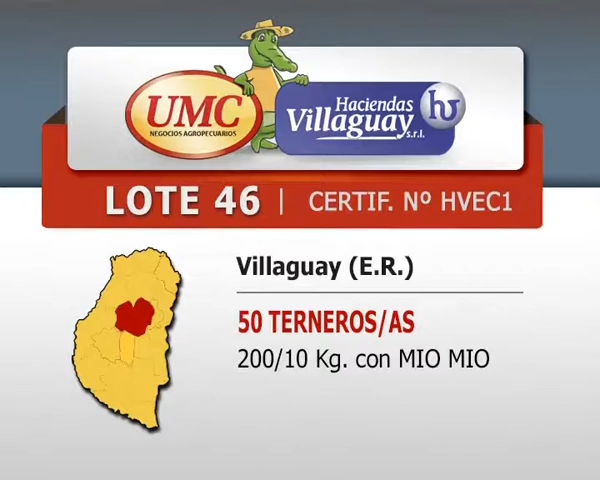 UMC
NEGOCIOS AGROPECUARIOS
Haciendas
Villaguay
s.r.l.
hv
LOTE 46 | CERTIF. Nº HVEC1
Villaguay (E.R.)
50 TERNEROS/AS
200/10 Kg. con MIO MIO